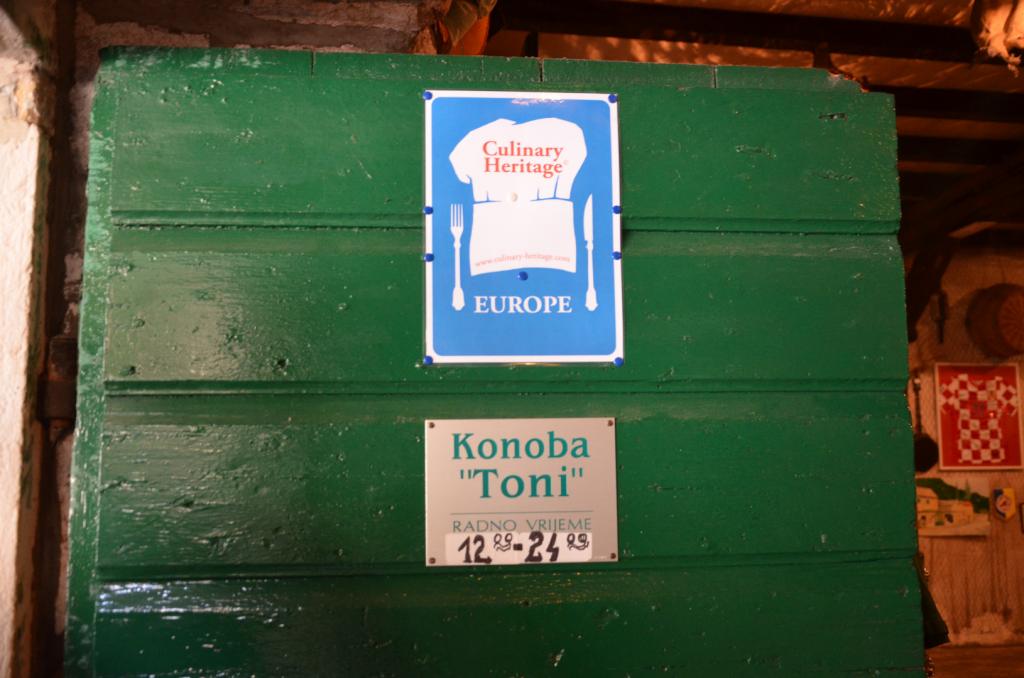 Culinary
Heritage©
www.culinary-heritage.com
EUROPE
Konoba
"Toni"
RADNO VRIJEME
12 00 - 24 00